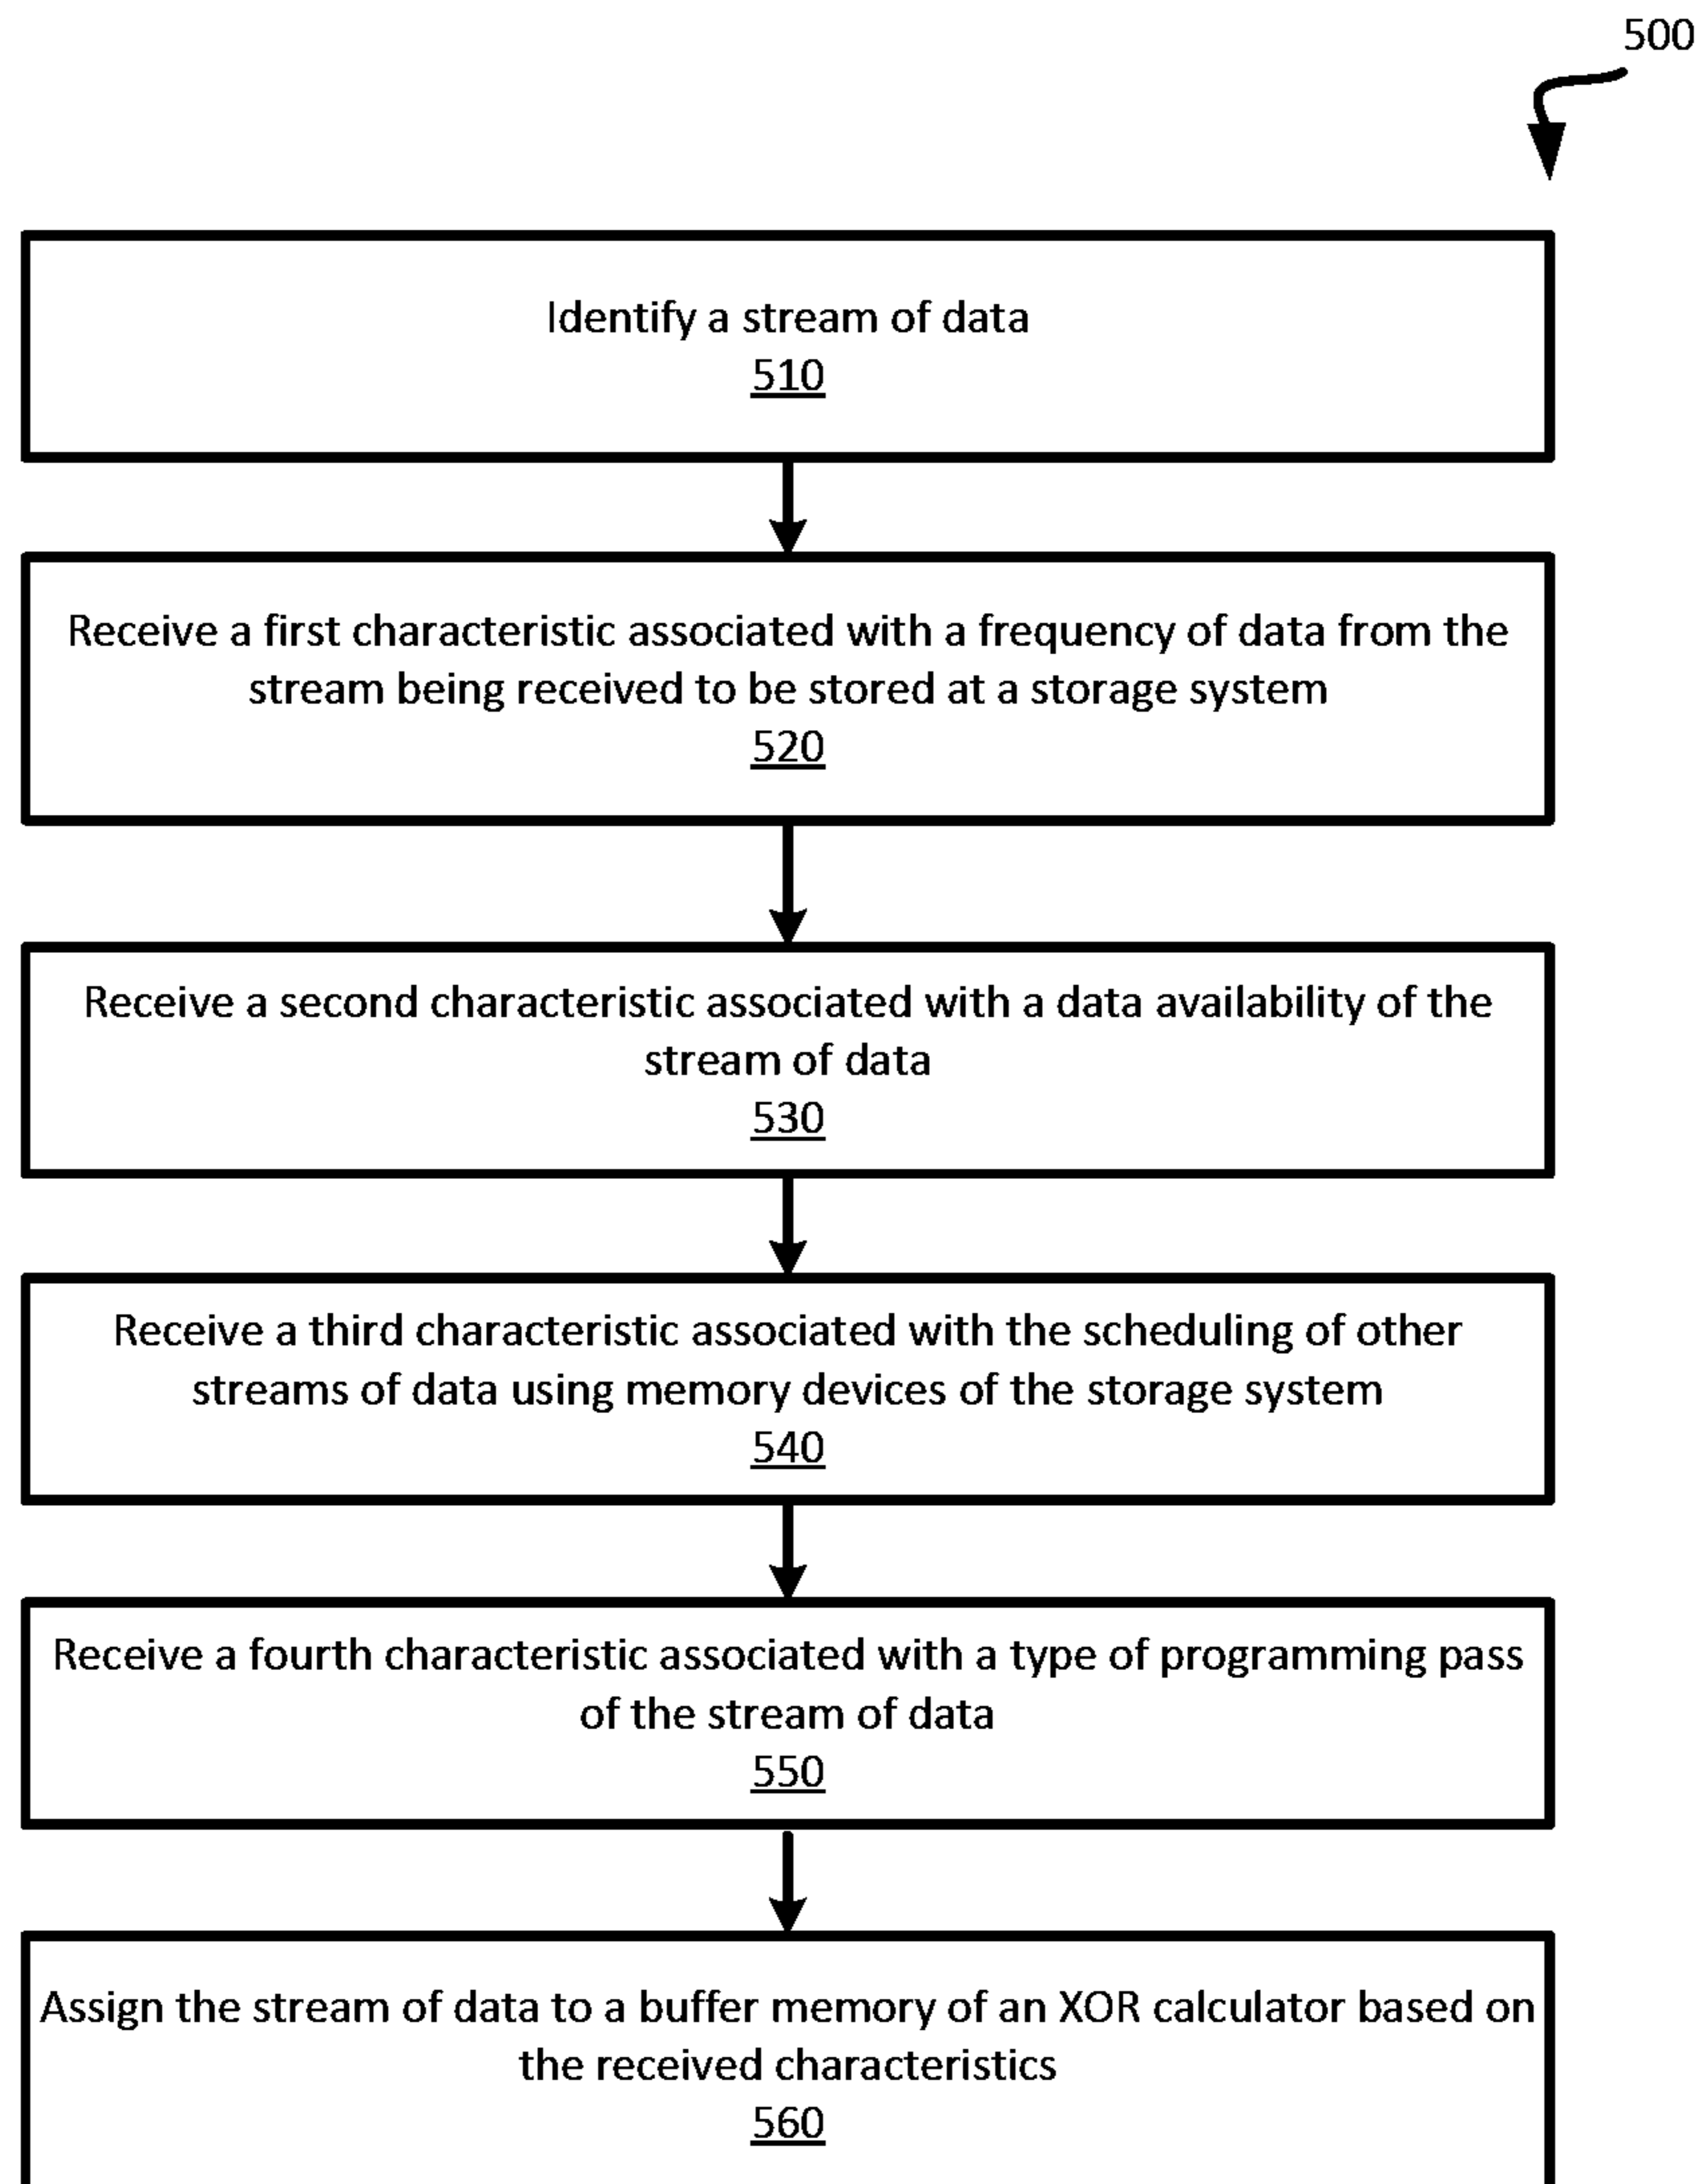 500
Identify a stream of data
510
Receive a first characteristic associated with a frequency of data from the
stream being received to be stored at a storage system
520
Receive a second characteristic associated with a data availability of the
stream of data
530
Receive a third characteristic associated with the scheduling of other
streams of data using memory devices of the storage system
540
Receive a fourth characteristic associated with a type of programming pass
of the stream of data
550
Assign the stream of data to a buffer memory of an XOR calculator based on
the received characteristics
560